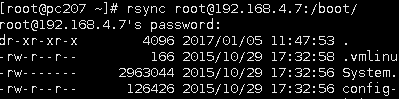 [root@pc207 ~]# rsync root@192.168.4.7:/boot/
root@192.168.4.7's password:
dr-xr-xr-x 4096 2017/01/05 11:47:53 .
-rw-r--r-- 166 2015/10/29 17:32:58 .vmlinu
-rw------- 2963044 2015/10/29 17:32:56 System.
-rw-r--r-- 126426 2015/10/29 17:32:56 config-